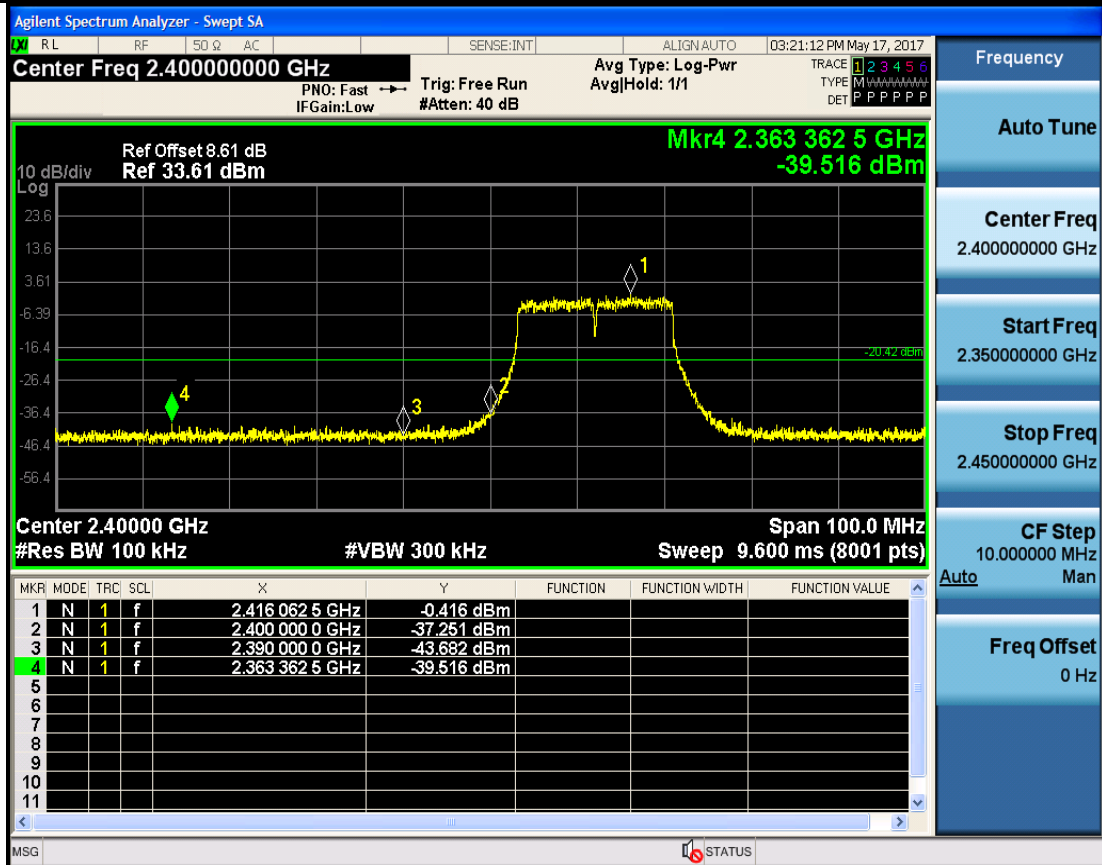 Agilent Spectrum Analyzer - Swept SA
LXI RL RF 50 Ω AC SENSE:INT ALIGN AUTO 03:21:12 PM May 17, 2017
Center Freq 2.400000000 GHz
PNO: Fast
IFGain:Low
Trig: Free Run
#Atten: 40 dB
Avg Type: Log-Pwr
Avg|Hold: 1/1
TRACE 1 2 3 4 5 6
TYPE M W W W W W
DET P P P P P P
Mkr4 2.363 362 5 GHz
-39.516 dBm
Ref Offset 8.61 dB
10 dB/div Ref 33.61 dBm
Log
23.6
13.6
3.61
-6.39
-16.4
-26.4
-36.4
-46.4
-56.4
1
-20.42 dBm
2
4
3
Center 2.40000 GHz Span 100.0 MHz
#Res BW 100 kHz #VBW 300 kHz Sweep 9.600 ms (8001 pts)
MKR MODE TRC SCL X Y FUNCTION FUNCTION WIDTH FUNCTION VALUE
1 N 1 f 2.416 062 5 GHz -0.416 dBm
2 N 1 f 2.400 000 0 GHz -37.251 dBm
3 N 1 f 2.390 000 0 GHz -43.682 dBm
4 N 1 f 2.363 362 5 GHz -39.516 dBm
5
6
7
8
9
10
11
MSG STATUS
Frequency
Auto Tune
Center Freq
2.400000000 GHz
Start Freq
2.350000000 GHz
Stop Freq
2.450000000 GHz
CF Step
10.000000 MHz
Auto Man
Freq Offset
0 Hz